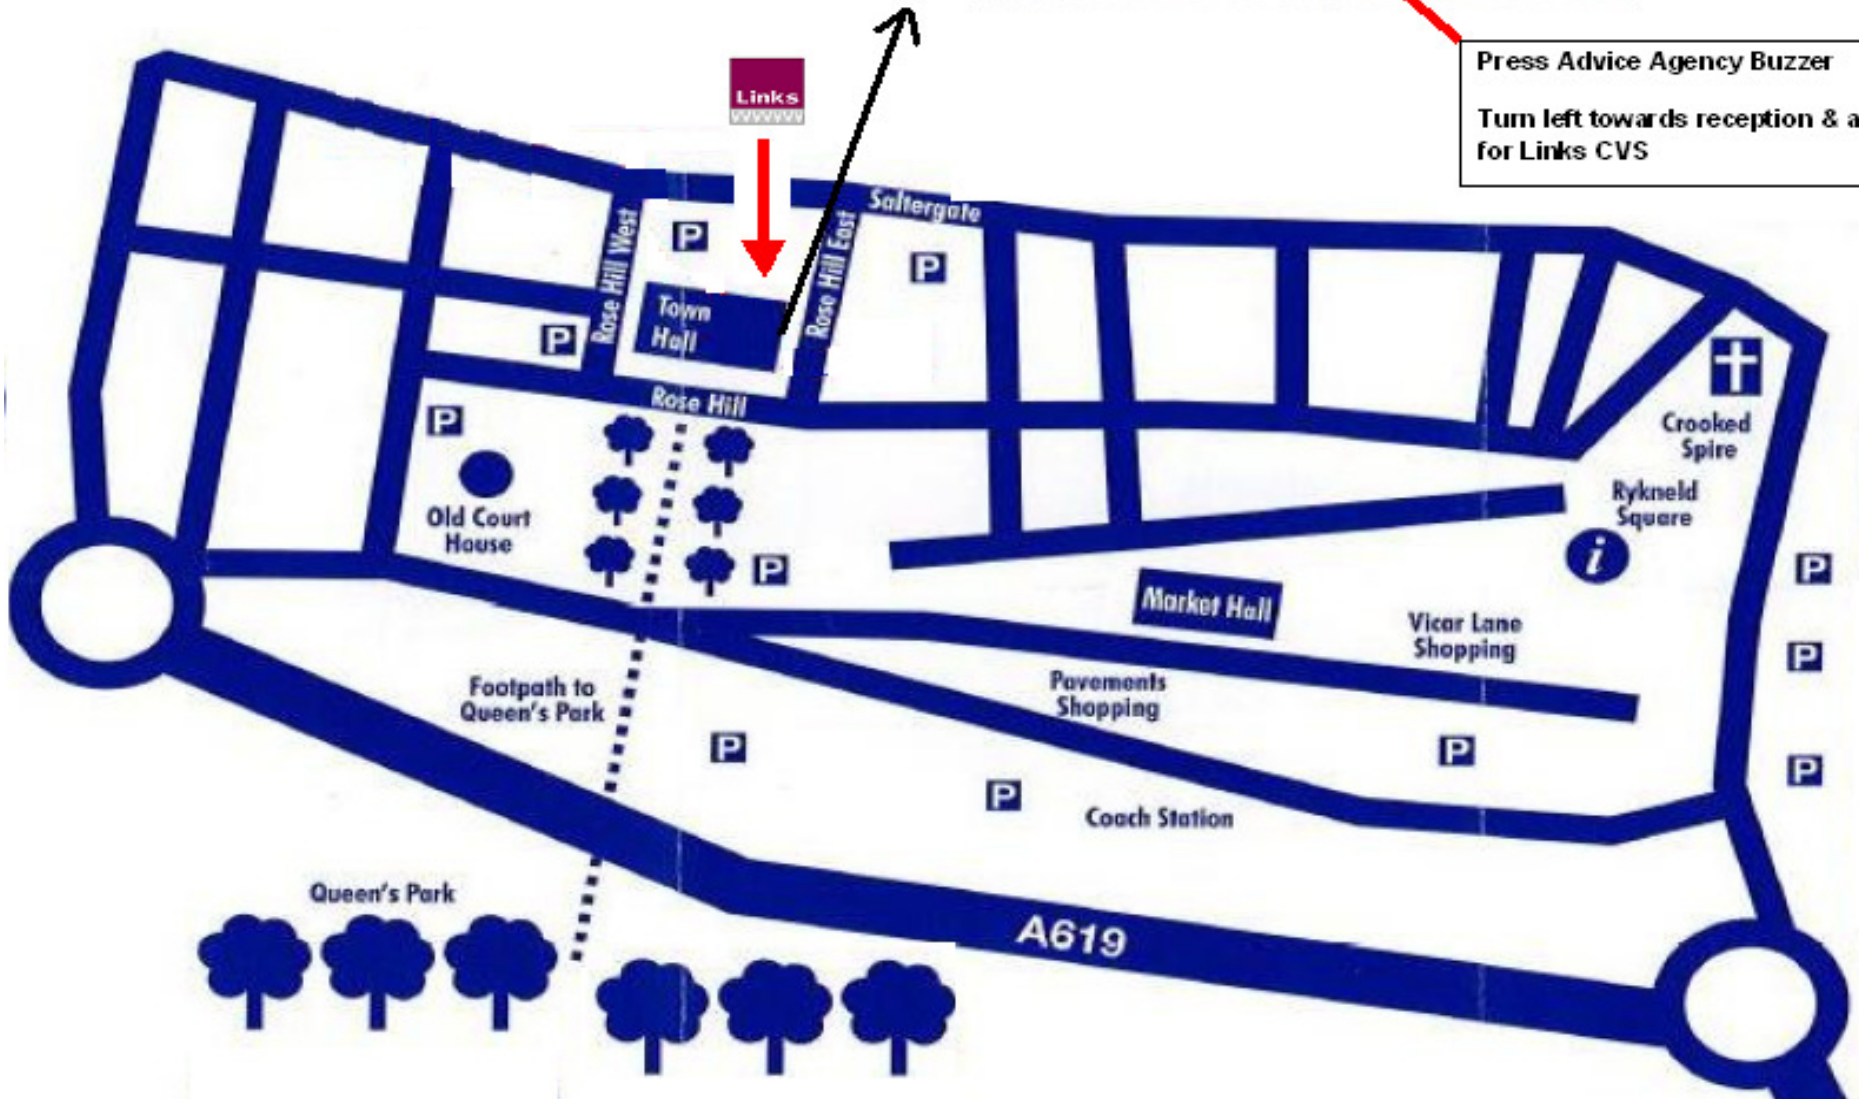 Press Advice Agency Buzzer
Turn left towards reception & a
for Links CVS
Links
Saltergate
Rose Hill West
Rose Hill East
P
P
Town
Hall
P
Rose Hill
P
Crooked
Spire
Old Court
House
Rykneld
Square
i
P
P
Market Hall
Vicar Lane
Shopping
P
Footpath to
Queen's Park
Pavements
Shopping
P
P
P
P
Coach Station
Queen's Park
A619